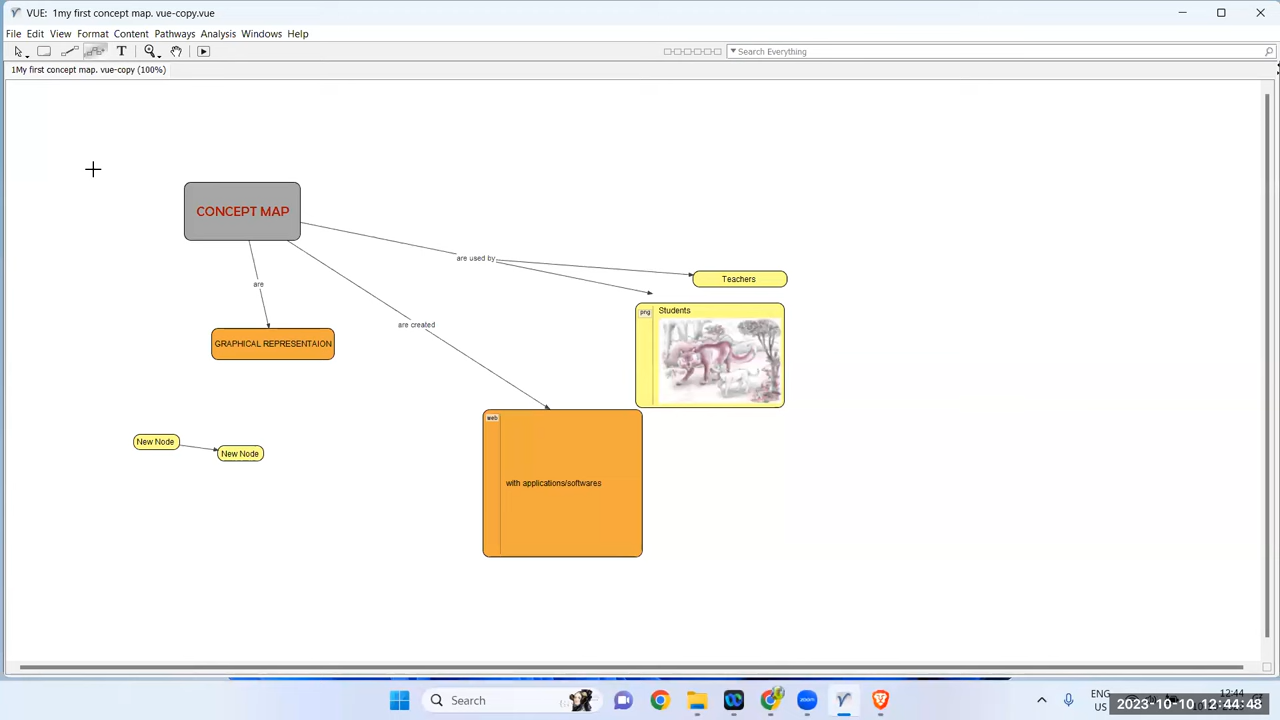 VUE: 1my first concept map. vue-copy.vue
File Edit View Format Content Pathways Analysis Windows Help
T
Search Everything
1My first concept map. vue-copy (100%)
CONCEPT MAP
are used by
Teachers
are
png
Students
are created
GRAPHICAL REPRESENTAION
web
New Node
New Node
with applications/softwares
Search
ENG
US
12:44
2023-10-10 12:44:48